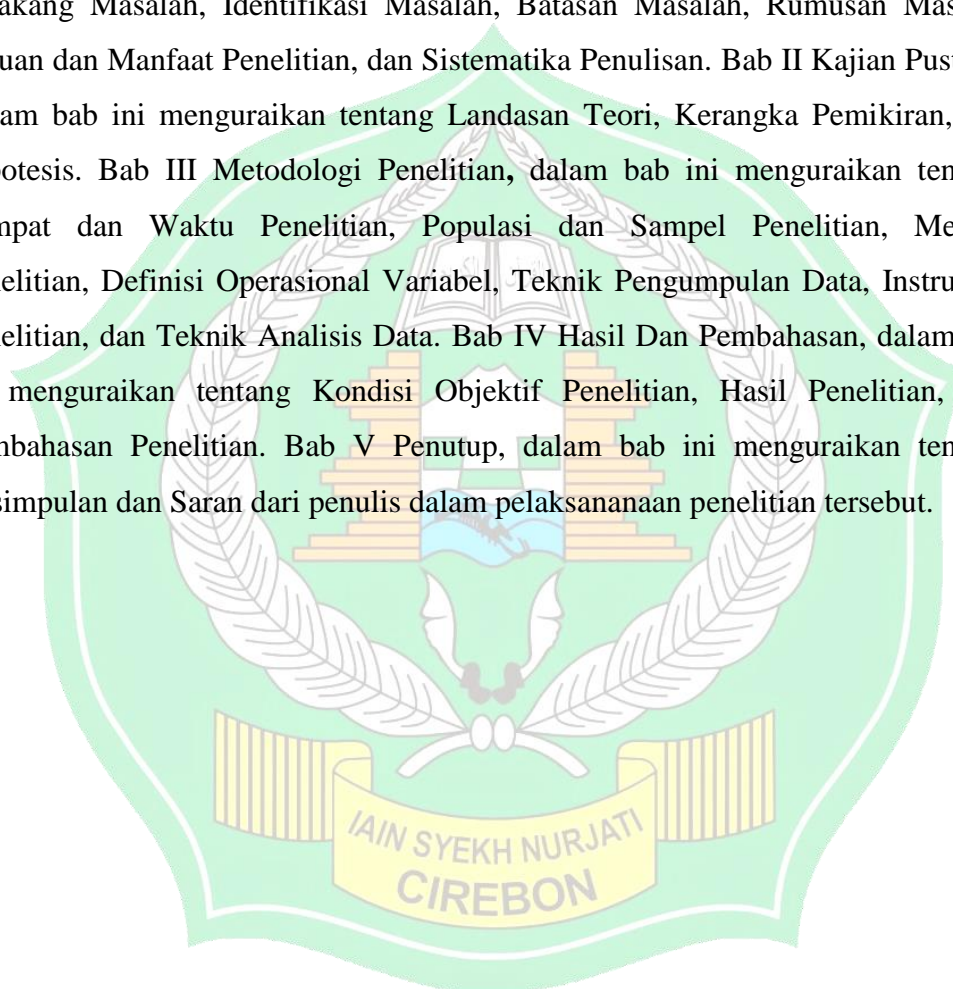 akang Masalah, Identifikasi Masalah, Batasan Masalah, Rumusan Mas
uan dan Manfaat Penelitian, dan Sistematika Penulisan. Bab II Kajian Pust
am bab ini menguraikan tentang Landasan Teori, Kerangka Pemikiran,
otesis. Bab III Metodologi Penelitian, dalam bab ini menguraikan ten
mpat dan Waktu Penelitian, Populasi dan Sampel Penelitian, Me
elitian, Definisi Operasional Variabel, Teknik Pengumpulan Data, Instru
elitian, dan Teknik Analisis Data. Bab IV Hasil Dan Pembahasan, dalam
menguraikan tentang Kondisi Objektif Penelitian, Hasil Penelitian,
mbahasan Penelitian. Bab V Penutup, dalam bab ini menguraikan ten
simpulan dan Saran dari penulis dalam pelaksananaan penelitian tersebut.
IAIN SYEKH NURJATI
CIREBON